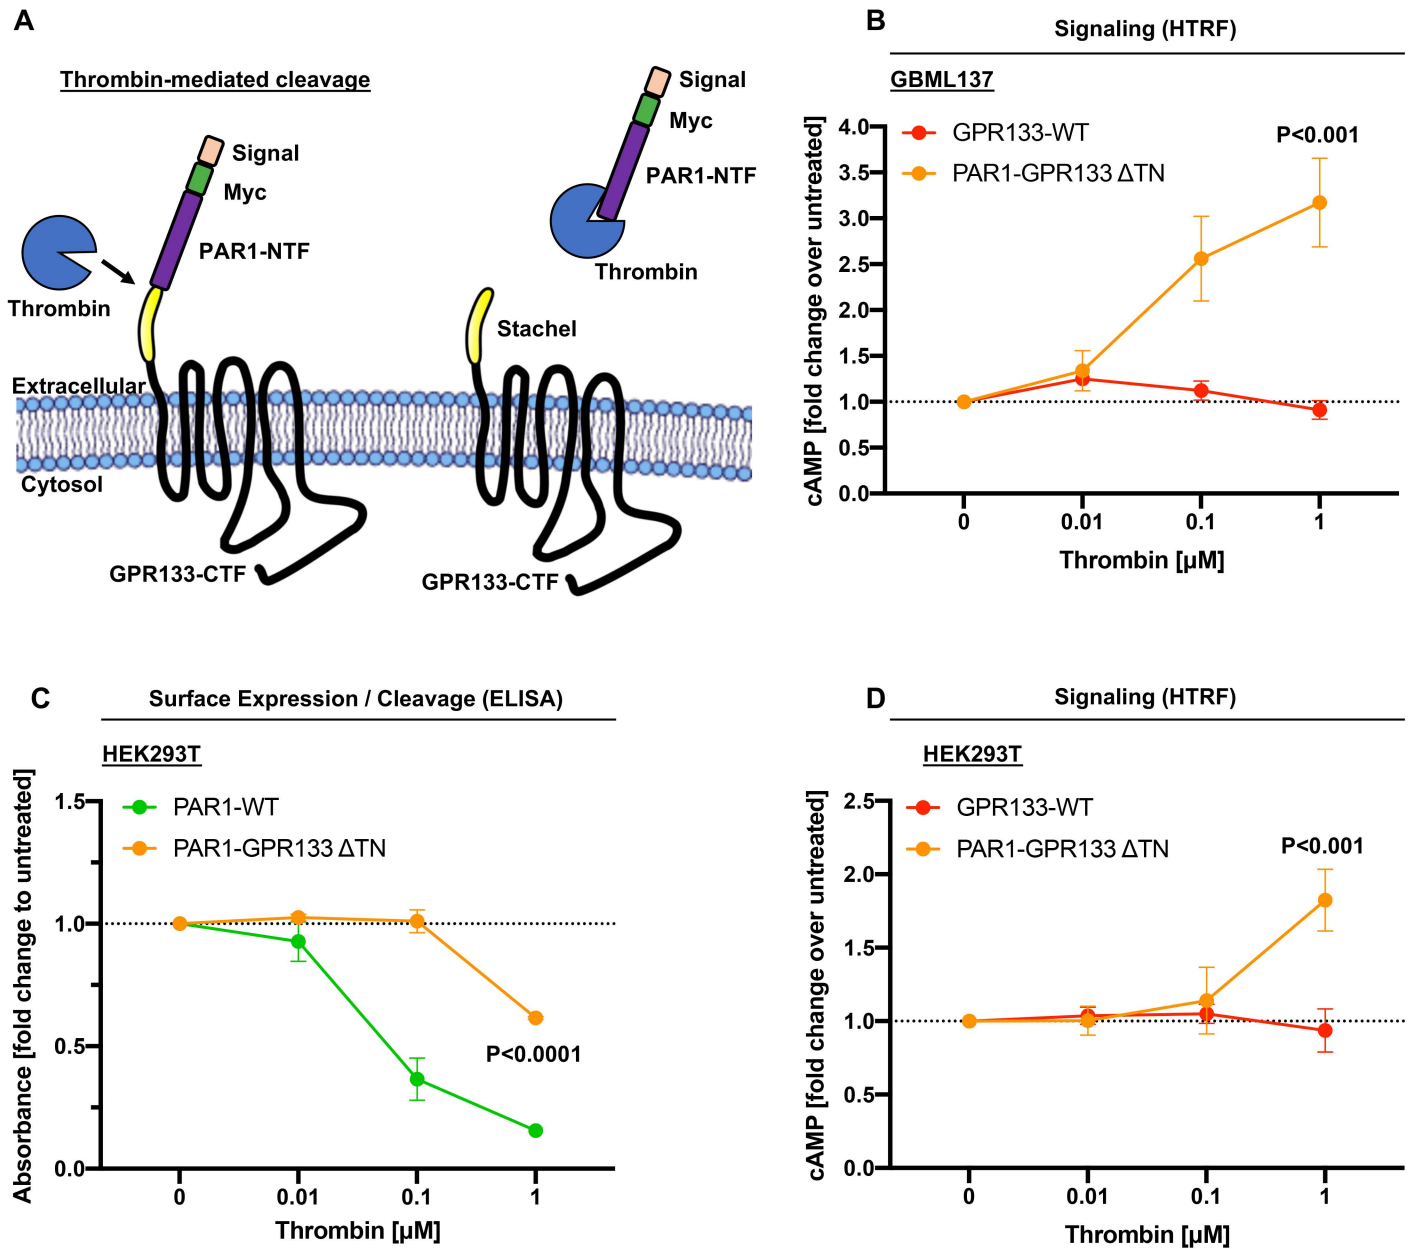 A
Thrombin-mediated cleavage
Signal
Myc
PAR1-NTF
Thrombin
Signal
Myc
PAR1-NTF
Thrombin
Stachel
Extracellular
Cytosol
GPR133-CTF
GPR133-CTF
B
Signaling (HTRF)
GBML137
GPR133-WT
PAR1-GPR133 ΔTN
P<0.001
cAMP [fold change over untreated]
4.0
3.5
3.0
2.5
2.0
1.5
1.0
0.5
0.0
0 0.01 0.1 1
Thrombin [µM]
C
Surface Expression / Cleavage (ELISA)
HEK293T
PAR1-WT
PAR1-GPR133 ΔTN
P<0.0001
Absorbance [fold change to untreated]
1.5
1.0
0.5
0.0
0 0.01 0.1 1
Thrombin [µM]
D
Signaling (HTRF)
HEK293T
GPR133-WT
PAR1-GPR133 ΔTN
P<0.001
cAMP [fold change over untreated]
2.5
2.0
1.5
1.0
0.5
0.0
0 0.01 0.1 1
Thrombin [µM]